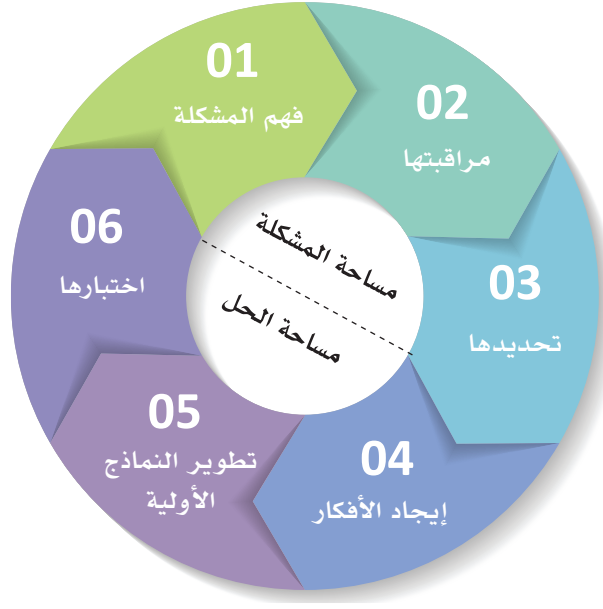 01
فهم المشكلة
02
مراقبتها
03
تحديدها
04
إيجاد الأفكار
05
تطوير النماذج
الأولية
06
اختبارها
مساحة المشكلة
مساحة الحل